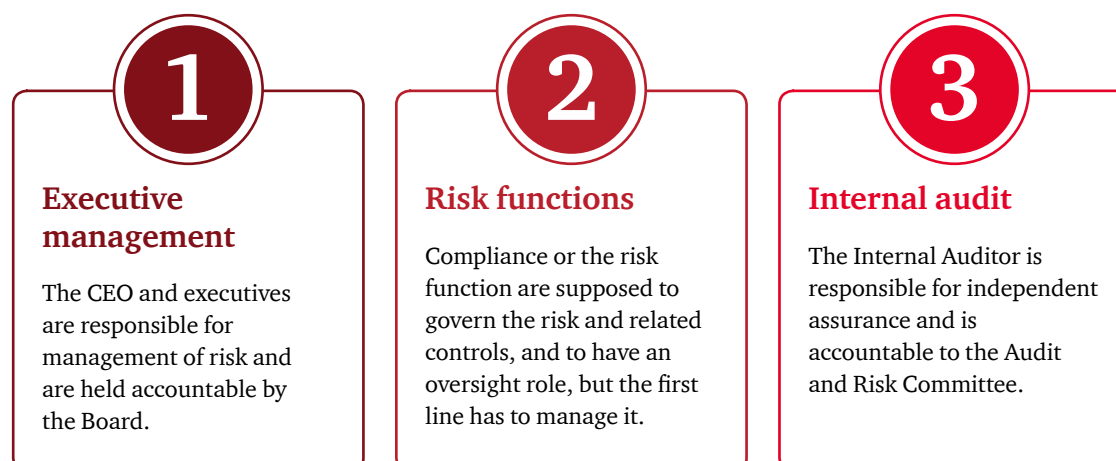 1
Executive
management
The CEO and executives
are responsible for
management of risk and
are held accountable by
the Board.
2
Risk functions
Compliance or the risk
function are supposed to
govern the risk and related
controls, and to have an
oversight role, but the first
line has to manage it.
3
Internal audit
The Internal Auditor is
responsible for independent
assurance and is
accountable to the Audit
and Risk Committee.